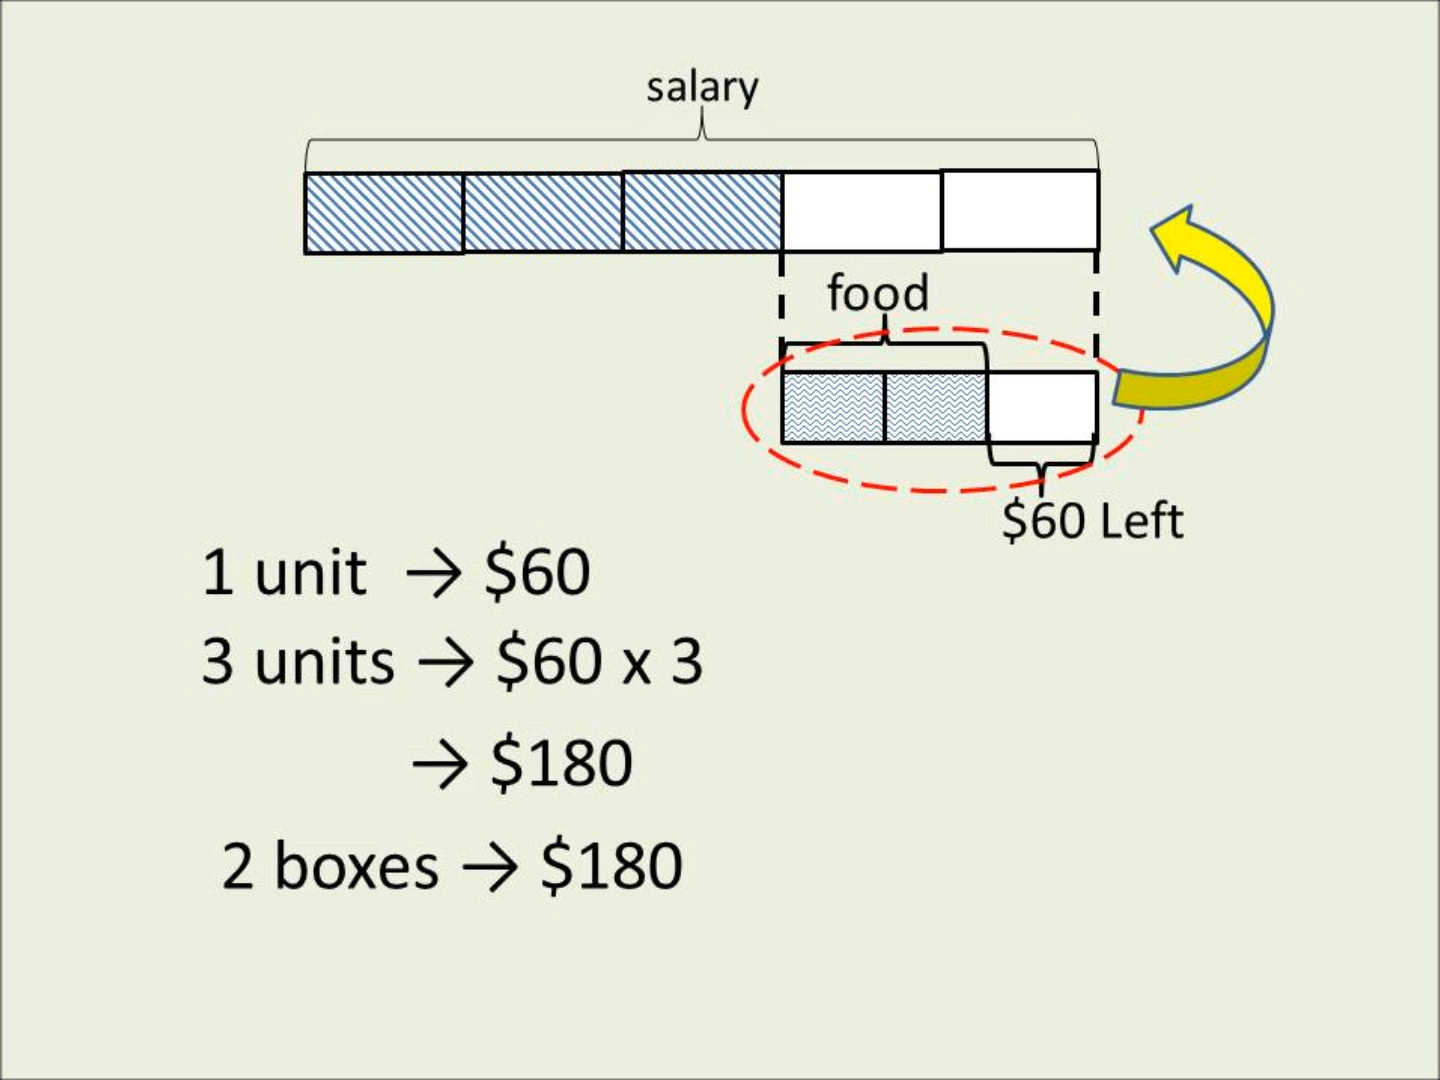 salary
food
$60 Left
1 unit → $60
3 units → $60 x 3
→ $180
2 boxes → $180